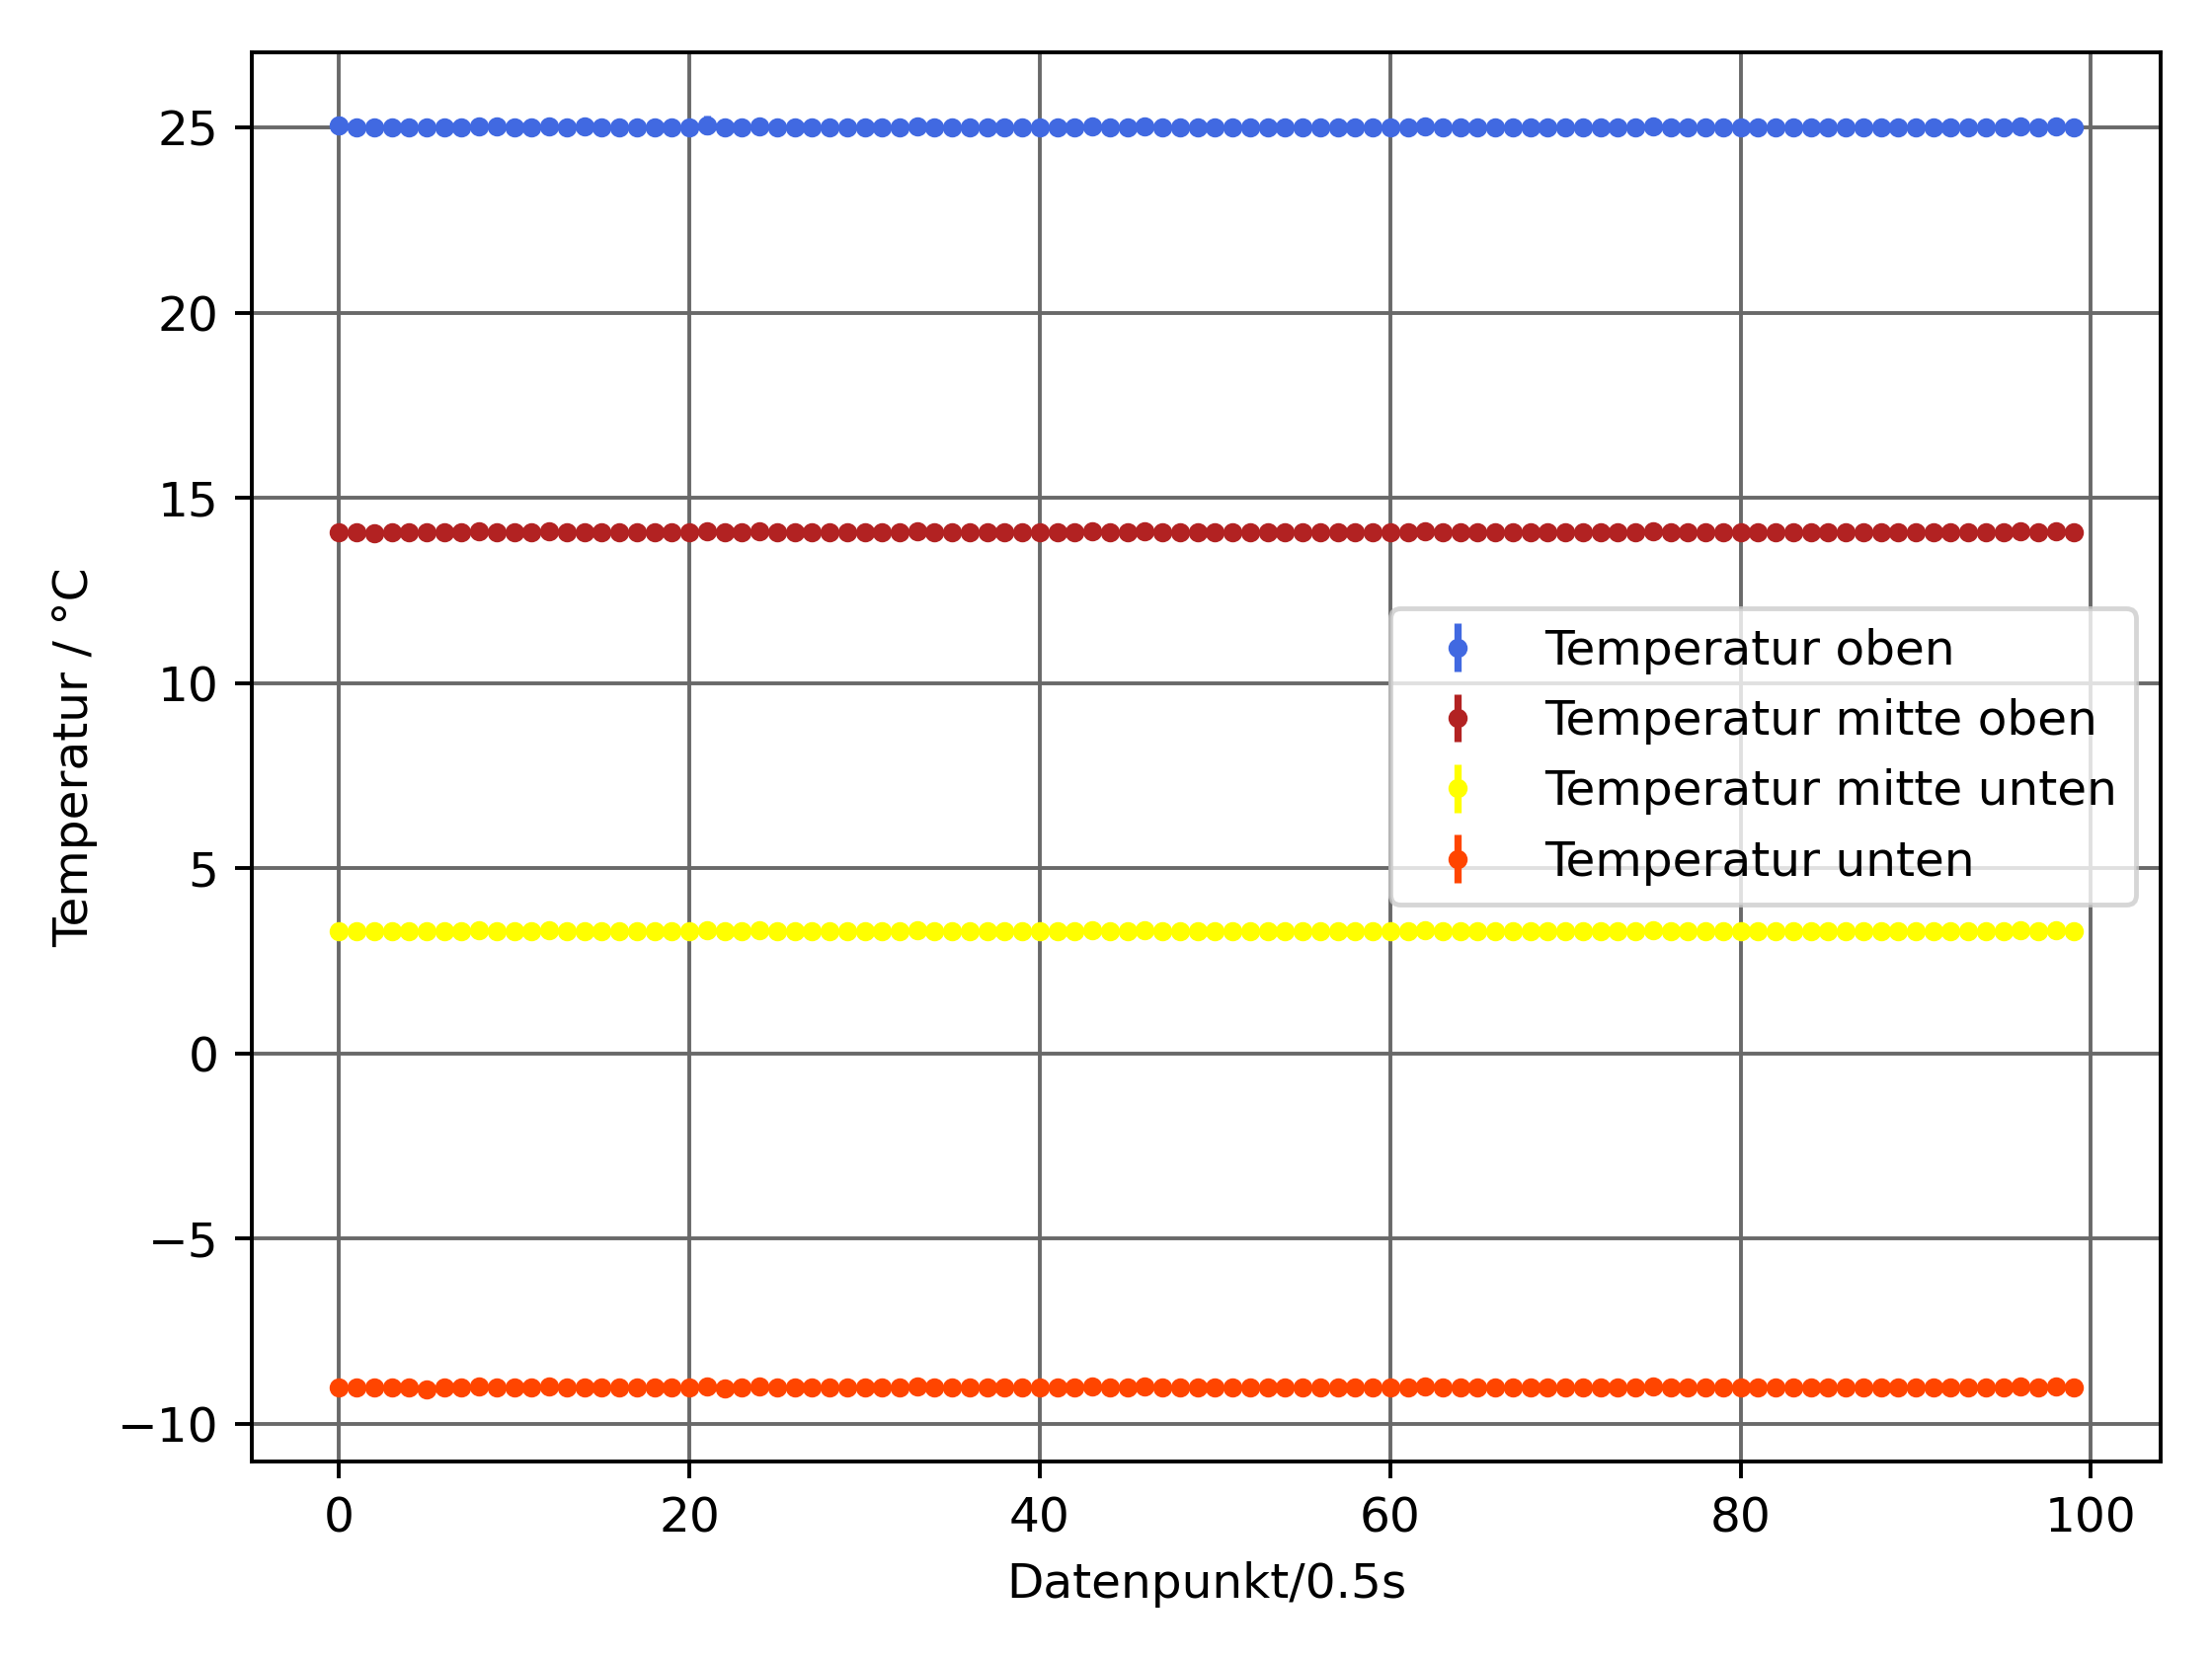 25
20
15
10
5
0
−5
−10
Temperatur / °C
Temperatur oben
Temperatur mitte oben
Temperatur mitte unten
Temperatur unten
0 20 40 60 80 100
Datenpunkt/0.5s